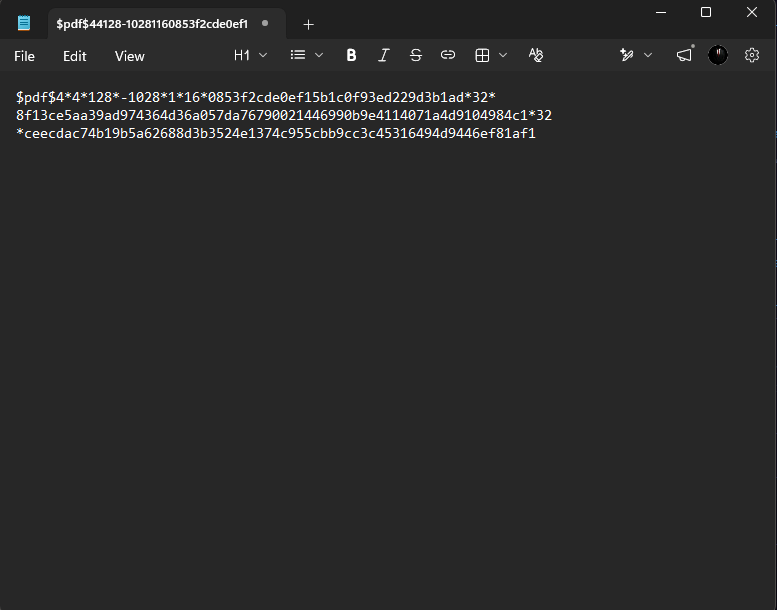 $pdf$44128-10281160853f2cde0ef1
File Edit View H1 B I S
$pdf$4*4*128*-1028*1*16*0853f2cde0ef15b1c0f93ed229d3b1ad*32*
8f13ce5aa39ad974364d36a057da76790021446990b9e4114071a4d9104984c1*32
*ceecdac74b19b5a62688d3b3524e1374c955cbb9cc3c45316494d9446ef81af1